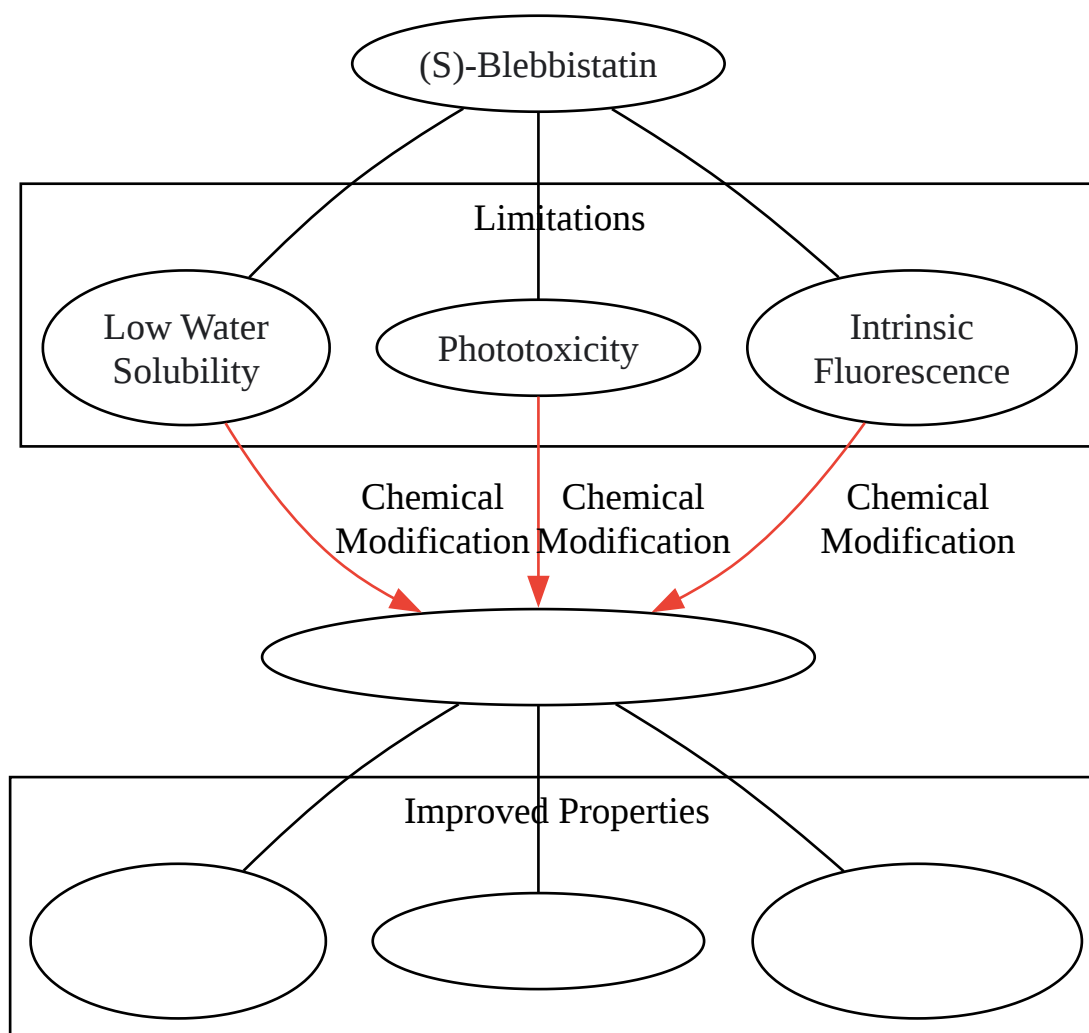 (S)-Blebbistatin
Limitations
Low Water
Solubility
Phototoxicity
Intrinsic
Fluorescence
Chemical
Modification
Chemical
Modification
Chemical
Modification
Improved Properties